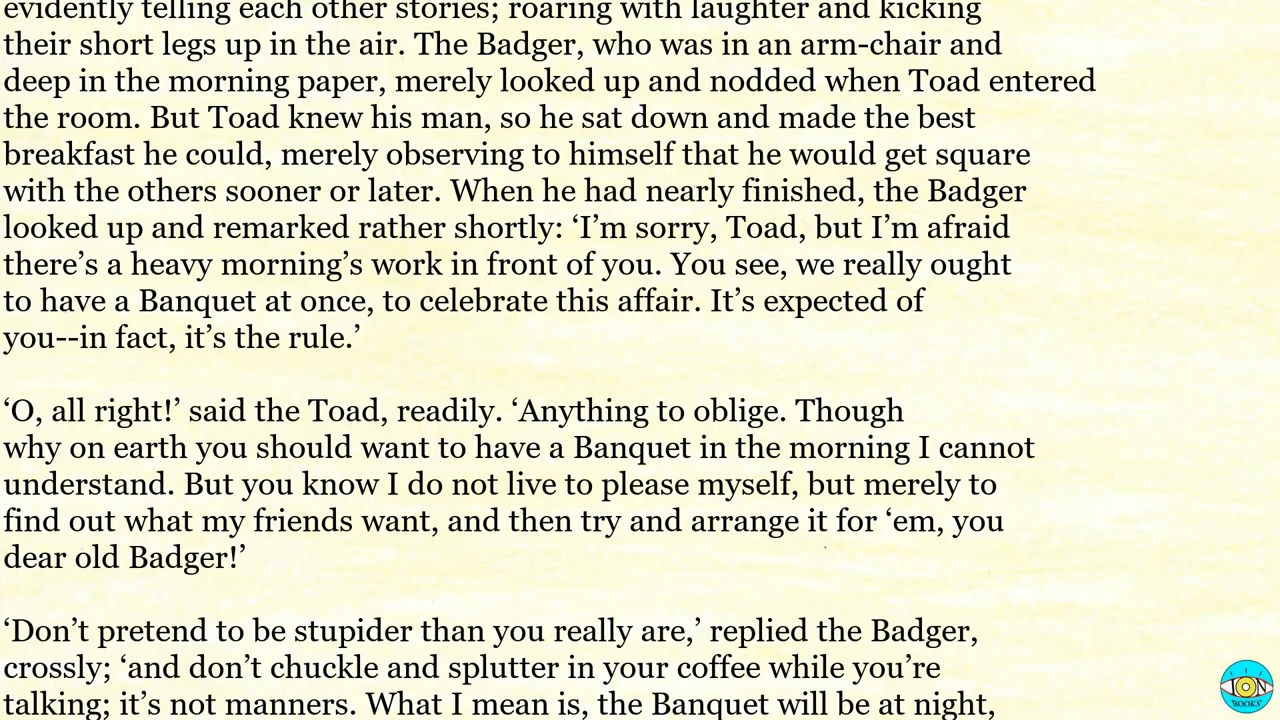 evidently telling each other stories; roaring with laughter and kicking
their short legs up in the air. The Badger, who was in an arm-chair and
deep in the morning paper, merely looked up and nodded when Toad entered
the room. But Toad knew his man, so he sat down and made the best
breakfast he could, merely observing to himself that he would get square
with the others sooner or later. When he had nearly finished, the Badger
looked up and remarked rather shortly: ‘I’m sorry, Toad, but I’m afraid
there’s a heavy morning’s work in front of you. You see, we really ought
to have a Banquet at once, to celebrate this affair. It’s expected of
you--in fact, it’s the rule.’
‘O, all right!’ said the Toad, readily. ‘Anything to oblige. Though
why on earth you should want to have a Banquet in the morning I cannot
understand. But you know I do not live to please myself, but merely to
find out what my friends want, and then try and arrange it for ‘em, you
dear old Badger!’
‘Don’t pretend to be stupider than you really are,’ replied the Badger,
crossly; ‘and don’t chuckle and splutter in your coffee while you’re
talking; it’s not manners. What I mean is, the Banquet will be at night,
ION
BOOKS